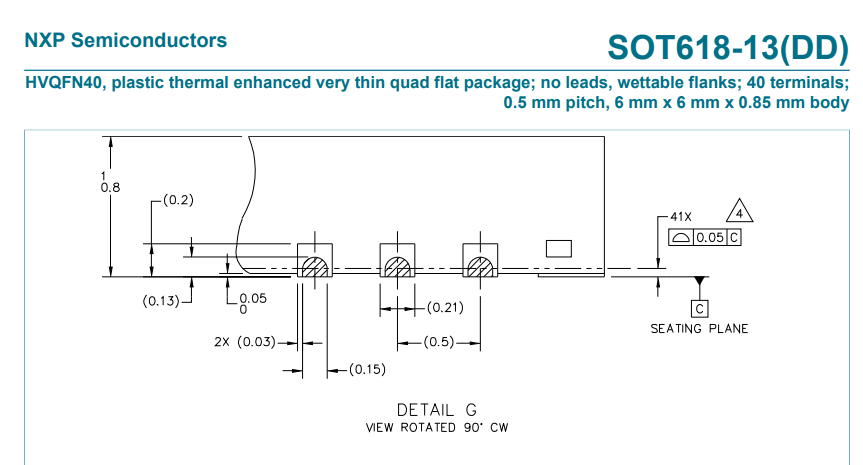 NXP Semiconductors
SOT618-13(DD)
HVQFN40, plastic thermal enhanced very thin quad flat package; no leads, wettable flanks; 40 terminals;
0.5 mm pitch, 6 mm x 6 mm x 0.85 mm body
1
0.8
(0.2)
41X
4
0.05 C
(0.13)
0.05
0
(0.21)
C
SEATING PLANE
2X (0.03)
(0.5)
(0.15)
DETAIL G
VIEW ROTATED 90° CW